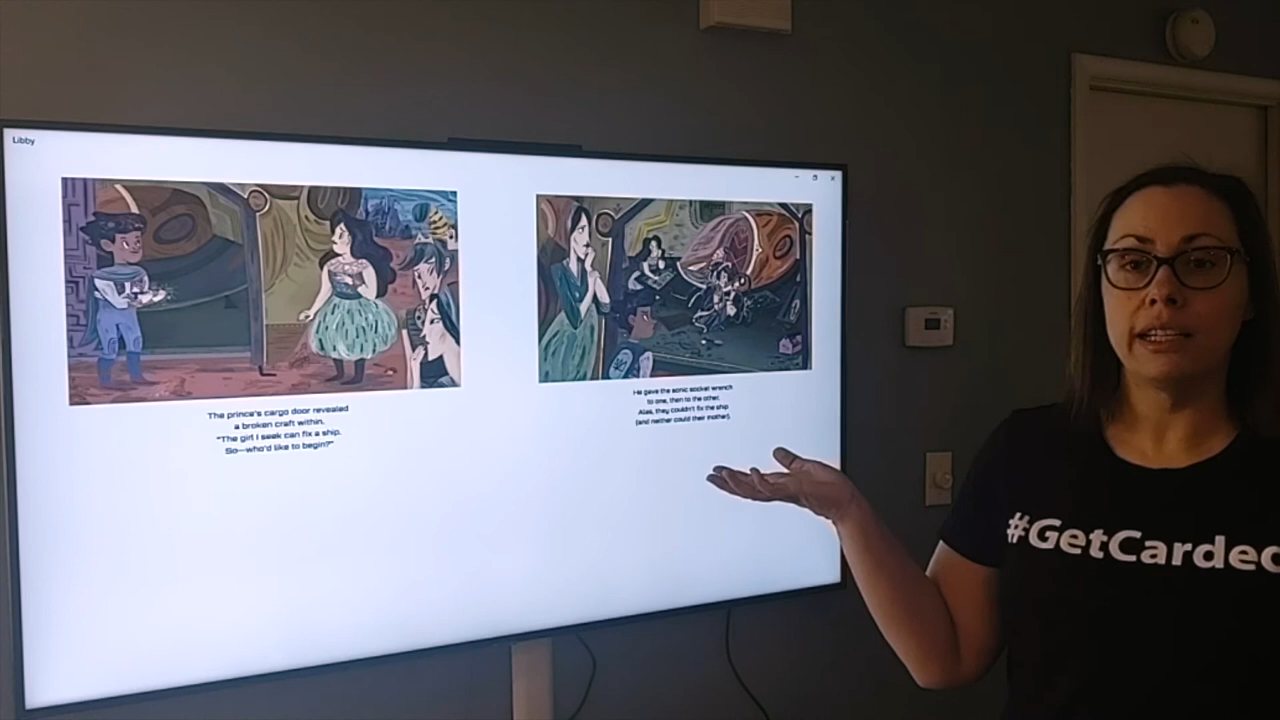 Libby
The prince's cargo door revealed
a broken craft within.
"The girl I seek can fix a ship.
So—who'd like to begin?"
He gave the sonic socket wrench
to one, then to the other.
Alas, they couldn't fix the ship
(and neither could their mother).
#GetCarded